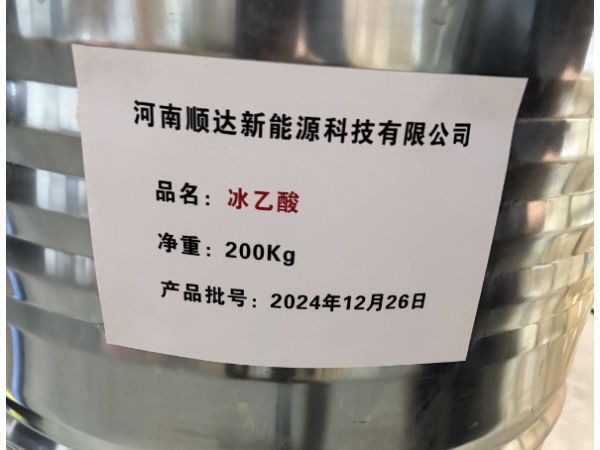 河南顺达新能源科技有限公司
品名：冰乙酸
净重：200Kg
产品批号：2024年12月26日